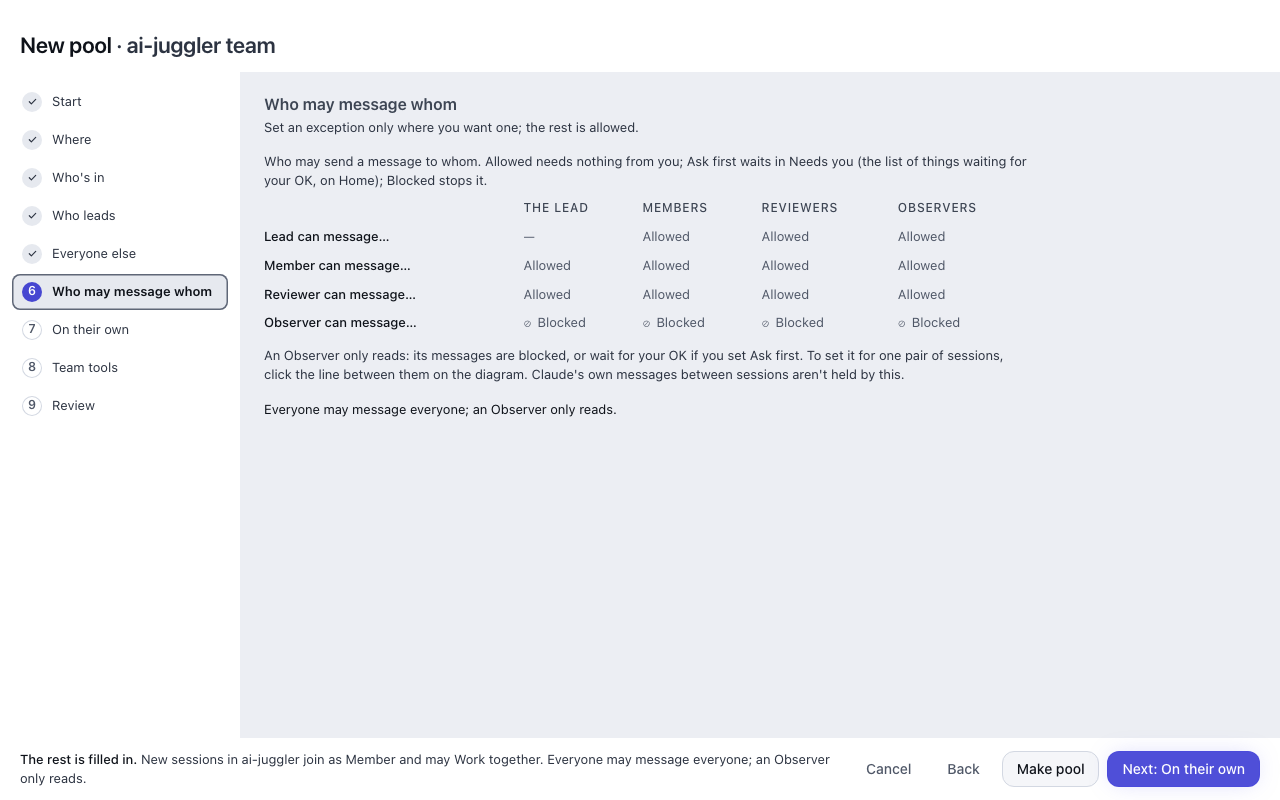 New pool · ai-juggler team
Start
Where
Who's in
Who leads
Everyone else
6 Who may message whom
7 On their own
8 Team tools
9 Review
Who may message whom
Set an exception only where you want one; the rest is allowed.
Who may send a message to whom. Allowed needs nothing from you; Ask first waits in Needs you (the list of things waiting for
your OK, on Home); Blocked stops it.
THE LEAD MEMBERS REVIEWERS OBSERVERS
Lead can message... — Allowed Allowed Allowed
Member can message... Allowed Allowed Allowed Allowed
Reviewer can message... Allowed Allowed Allowed Allowed
Observer can message... ⊘ Blocked ⊘ Blocked ⊘ Blocked ⊘ Blocked
An Observer only reads: its messages are blocked, or wait for your OK if you set Ask first. To set it for one pair of sessions,
click the line between them on the diagram. Claude's own messages between sessions aren't held by this.
Everyone may message everyone; an Observer only reads.
The rest is filled in. New sessions in ai-juggler join as Member and may Work together. Everyone may message everyone; an Observer
only reads.
Cancel Back Make pool Next: On their own